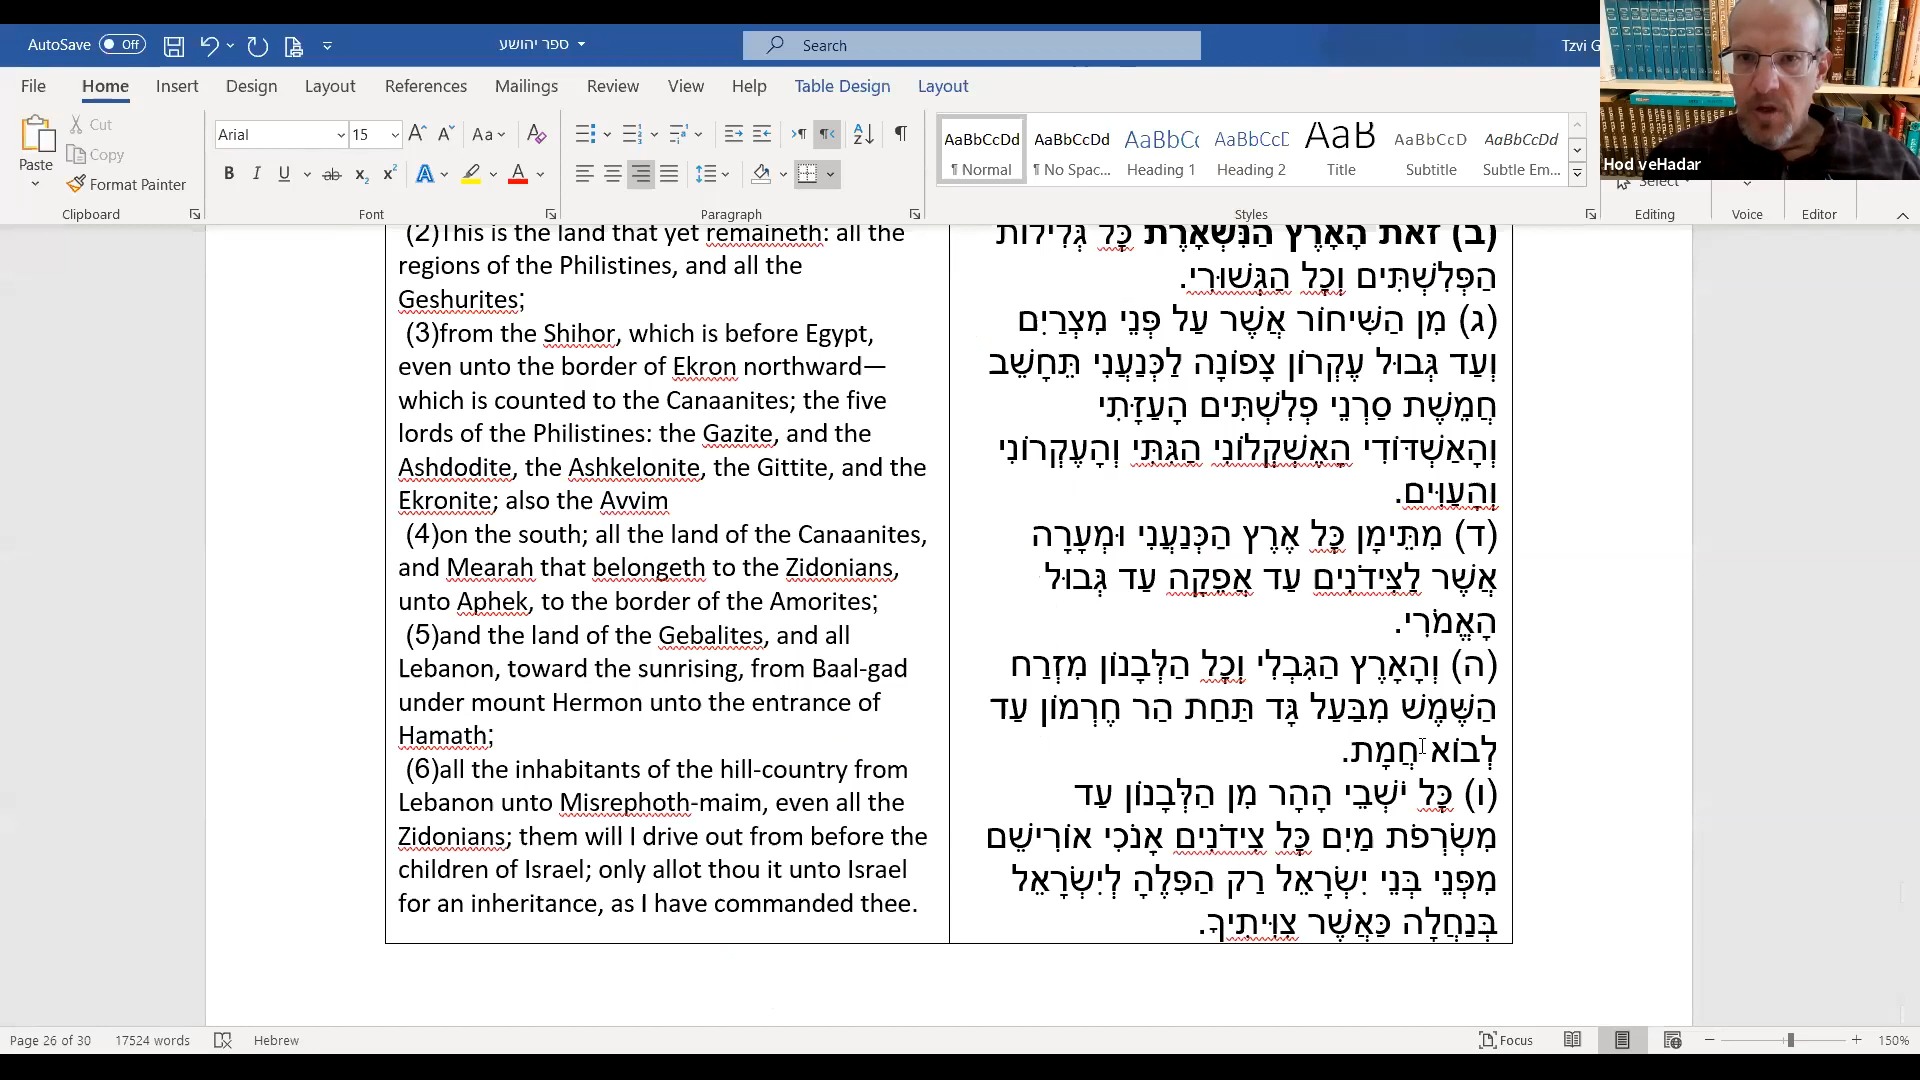 AutoSave Off
ספר יהושע
Search
Tzvi G
File Home Insert Design Layout References Mailings Review View Help Table Design Layout
Paste
Cut
Copy
Format Painter
Clipboard
Arial 15
Font
Paragraph
AaBbCcDd AaBbCcDd AaBbCc AaBbCcD AaB AaBbCcD AaBbCcDd
¶ Normal ¶ No Spac... Heading 1 Heading 2 Title Subtitle Subtle Em...
Styles
Hod veHadar
Select
Editing
Voice
Editor
(2)This is the land that yet remaineth: all the
regions of the Philistines, and all the
Geshurites;
(3)from the Shihor, which is before Egypt,
even unto the border of Ekron northward—
which is counted to the Canaanites; the five
lords of the Philistines: the Gazite, and the
Ashdodite, the Ashkelonite, the Gittite, and the
Ekronite; also the Avvim
(4)on the south; all the land of the Canaanites,
and Mearah that belongeth to the Zidonians,
unto Aphek, to the border of the Amorites;
(5)and the land of the Gebalites, and all
Lebanon, toward the sunrising, from Baal-gad
under mount Hermon unto the entrance of
Hamath;
(6)all the inhabitants of the hill-country from
Lebanon unto Misrephoth-maim, even all the
Zidonians; them will I drive out from before the
children of Israel; only allot thou it unto Israel
for an inheritance, as I have commanded thee.
(ב) זֹאת הָאָרֶץ הַנִּשְׁאָרֶת כָּל גְּלִילוֹת
הַפְּלִשְׁתִּים וְכָל הַגְּשׁוּרִי.
(ג) מִן הַשִּׁיחוֹר אֲשֶׁר עַל פְּנֵי מִצְרַיִם
וְעַד גְּבוּל עֶקְרוֹן צָפוֹנָה לַכְּנַעֲנִי תֵּחָשֵׁב
חֲמֵשֶׁת סַרְנֵי פְלִשְׁתִּים הָעַזָּתִי
וְהָאַשְׁדּוֹדִי הָאֶשְׁקְלוֹנִי הַגִּתִּי וְהָעֶקְרוֹנִי
וְהָעַוִּים.
(ד) מִתֵּימָן כָּל אֶרֶץ הַכְּנַעֲנִי וּמְעָרָה
אֲשֶׁר לַצִּידֹנִים עַד אֲפֵקָה עַד גְּבוּל
הָאֱמֹרִי.
(ה) וְהָאָרֶץ הַגִּבְלִי וְכָל הַלְּבָנוֹן מִזְרַח
הַשֶּׁמֶשׁ מִבַּעַל גָּד תַּחַת הַר חֶרְמוֹן עַד
לְבוֹא חֲמָת.
(ו) כָּל יֹשְׁבֵי הָהָר מִן הַלְּבָנוֹן עַד
מִשְׂרְפֹת מַיִם כָּל צִידֹנִים אָנֹכִי אוֹרִישֵׁם
מִפְּנֵי בְּנֵי יִשְׂרָאֵל רַק הַפִּלֶהָ לְיִשְׂרָאֵל
בְּנַחֲלָה כַּאֲשֶׁר צִוִּיתִיךָ.
Page 26 of 30 17524 words Hebrew
Focus
150%